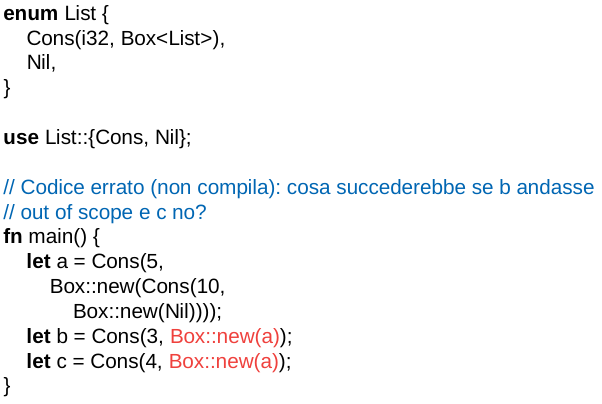 enum List {
    Cons(i32, Box<List>),
    Nil,
}

use List::{Cons, Nil};

// Codice errato (non compila): cosa succederebbe se b andasse
// out of scope e c no?
fn main() {
    let a = Cons(5,
        Box::new(Cons(10,
            Box::new(Nil))));
    let b = Cons(3, Box::new(a));
    let c = Cons(4, Box::new(a));
}